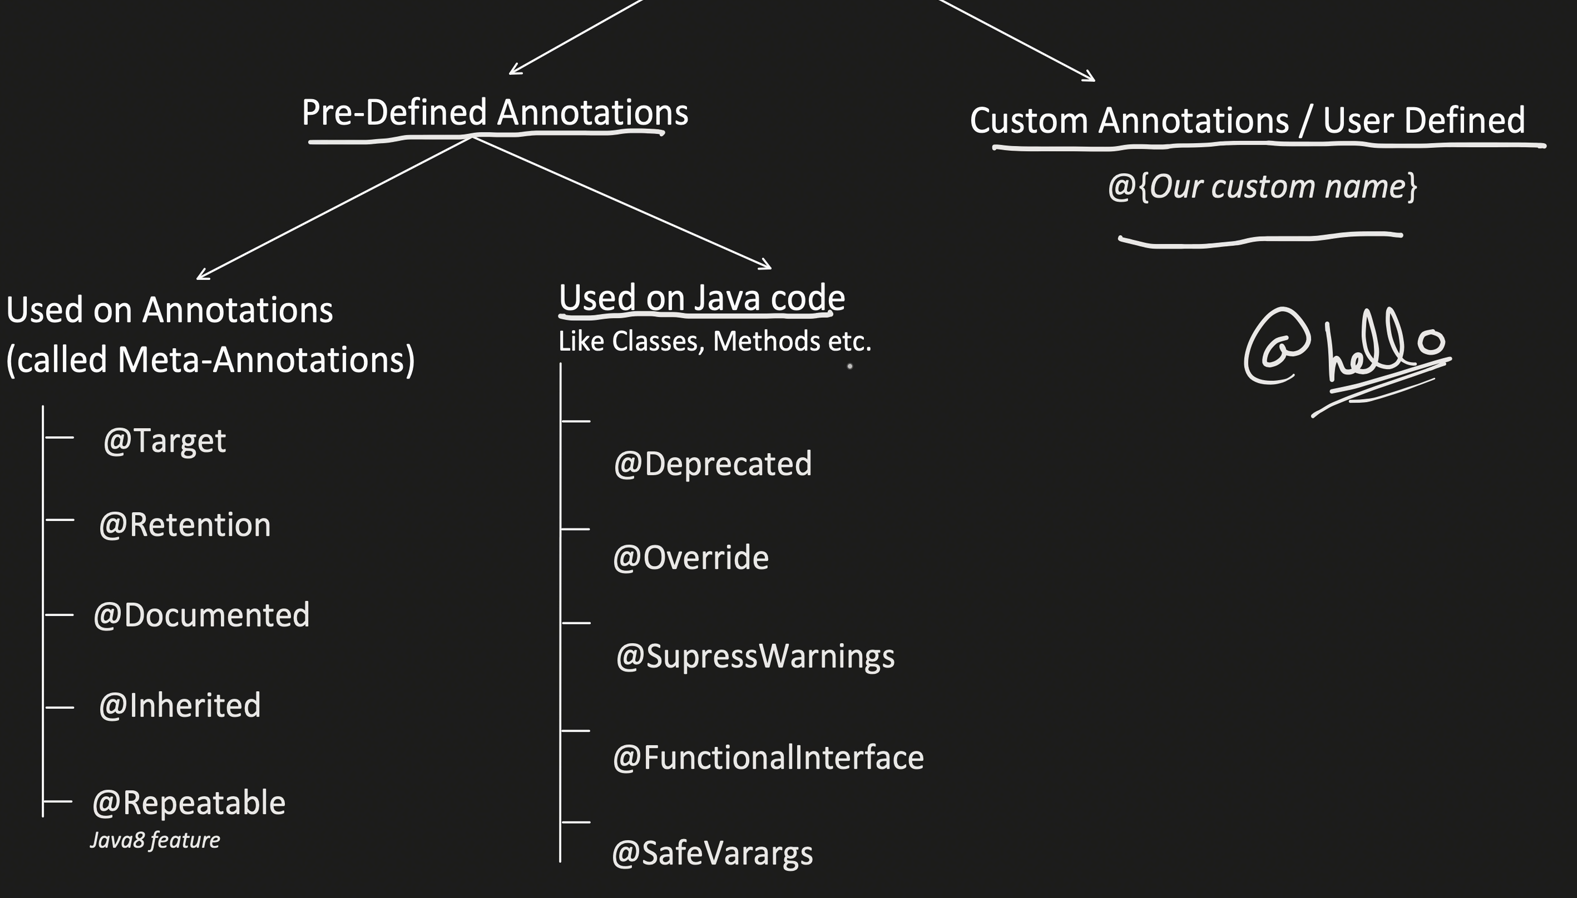 Pre-Defined Annotations
Custom Annotations / User Defined
@{Our custom name}
@hello
Used on Annotations
(called Meta-Annotations)
@Target
@Retention
@Documented
@Inherited
@Repeatable
Java8 feature
Used on Java code
Like Classes, Methods etc.
@Deprecated
@Override
@SupressWarnings
@FunctionalInterface
@SafeVarargs